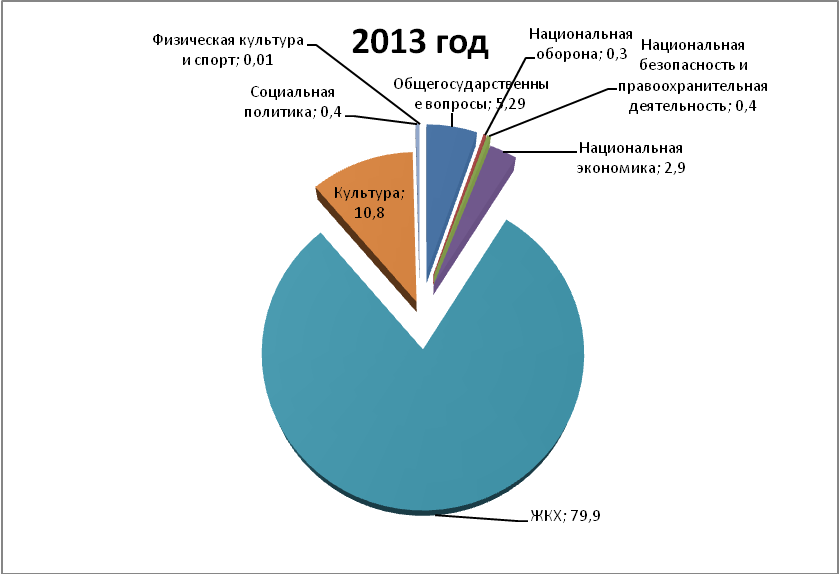 2013 год
Физическая культура
и спорт; 0,01
Социальная
политика; 0,4
Общегосударственны
е вопросы; 5,29
Национальная
оборона; 0,3
Национальная
безопасность и
правоохранительная
деятельность; 0,4
Национальная
экономика; 2,9
Культура;
10,8
ЖКХ; 79,9